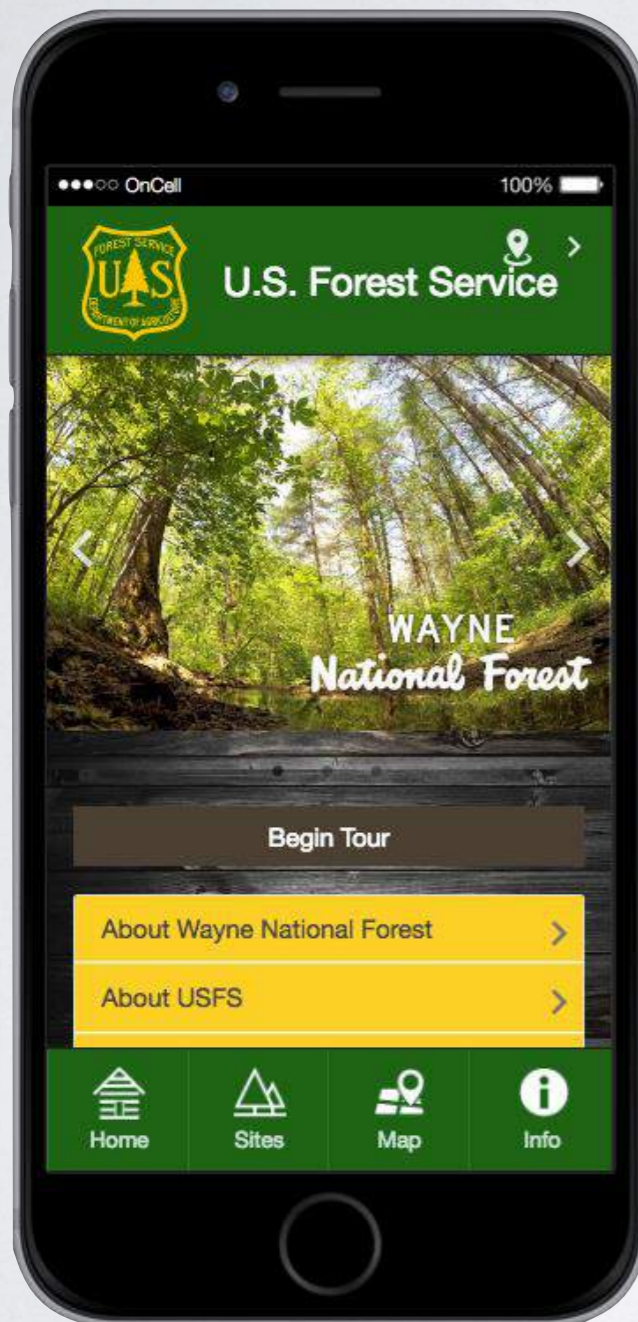 OnCell 100%
FOREST SERVICE
U S
DEPARTMENT OF AGRICULTURE
U.S. Forest Service
WAYNE
National Forest
Begin Tour
About Wayne National Forest
About USFS
Home Sites Map Info